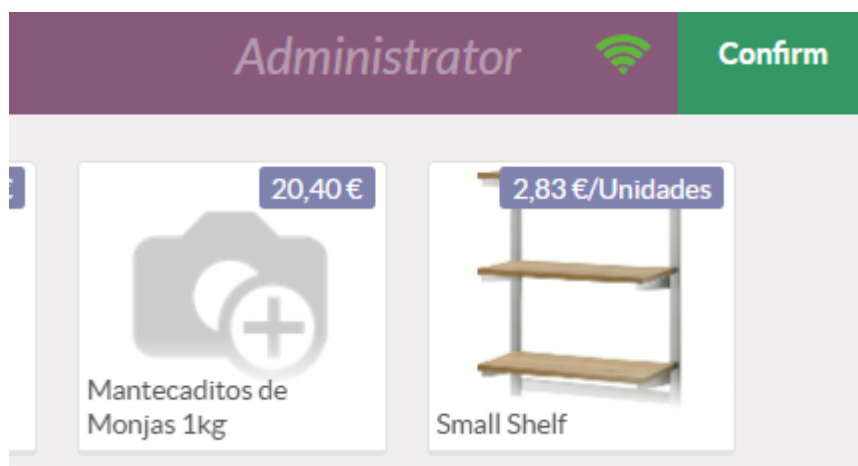 Administrator
Confirm
€
20,40 €
2,83 €/Unidades
Mantecaditos de
Monjas 1kg
Small Shelf